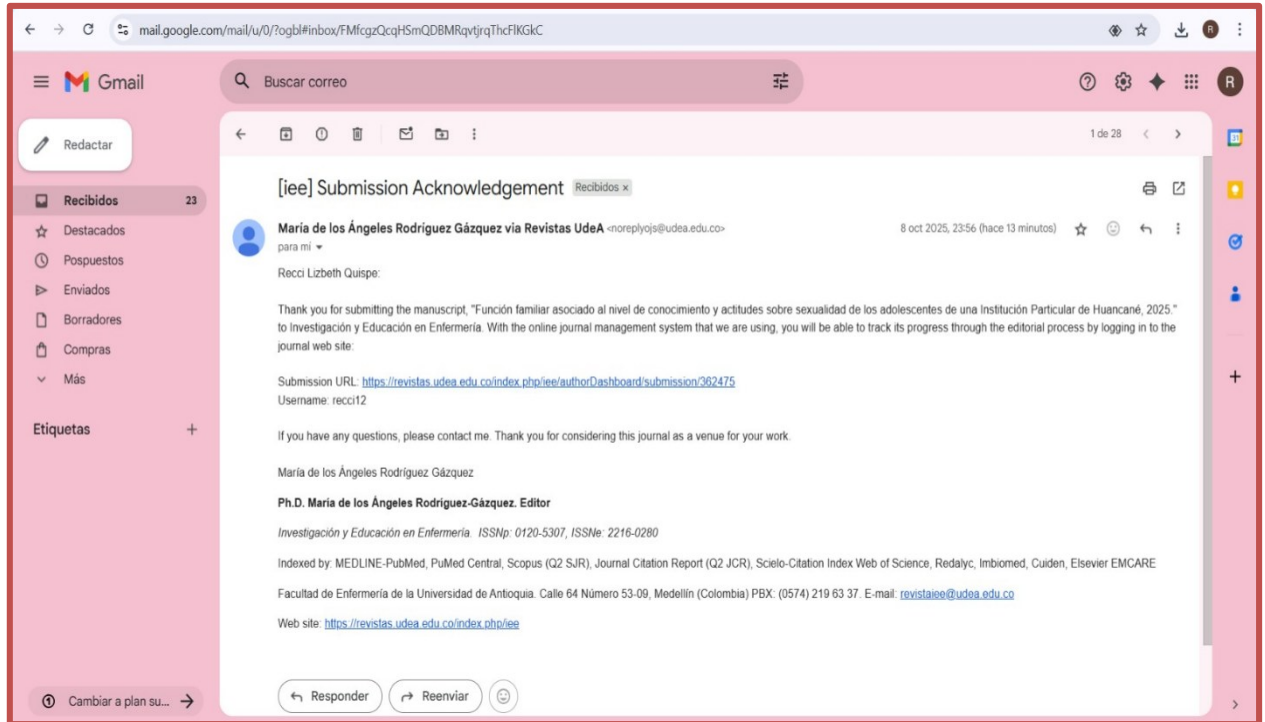 mail.google.com/mail/u/0/?ogbl#inbox/FMfcgzQcqHSmQDBMRqvtjrqThcFlKGkC
R
Gmail
Buscar correo
R
Redactar
1 de 28
31
Recibidos 23
Destacados
Pospuestos
Enviados
Borradores
Compras
Más
Etiquetas
[iee] Submission Acknowledgement Recibidos x
María de los Ángeles Rodríguez Gázquez via Revistas UdeA <noreplyojs@udea.edu.co> 8 oct 2025, 23:56 (hace 13 minutos)
para mí
Recci Lizbeth Quispe:
Thank you for submitting the manuscript, "Función familiar asociado al nivel de conocimiento y actitudes sobre sexualidad de los adolescentes de una Institución Particular de Huancané, 2025."
to Investigación y Educación en Enfermería. With the online journal management system that we are using, you will be able to track its progress through the editorial process by logging in to the
journal web site:
Submission URL: https://revistas.udea.edu.co/index.php/iee/authorDashboard/submission/362475
Username: recci12
If you have any questions, please contact me. Thank you for considering this journal as a venue for your work.
María de los Ángeles Rodríguez Gázquez
Ph.D. María de los Ángeles Rodríguez-Gázquez. Editor
Investigación y Educación en Enfermería. ISSNp: 0120-5307, ISSNe: 2216-0280
Indexed by: MEDLINE-PubMed, PuMed Central, Scopus (Q2 SJR), Journal Citation Report (Q2 JCR), Scielo-Citation Index Web of Science, Redalyc, Imbiomed, Cuiden, Elsevier EMCARE
Facultad de Enfermería de la Universidad de Antioquia. Calle 64 Número 53-09, Medellín (Colombia) PBX: (0574) 219 63 37. E-mail: revistaiee@udea.edu.co
Web site: https://revistas.udea.edu.co/index.php/iee
Responder
Reenviar
Cambiar a plan su...